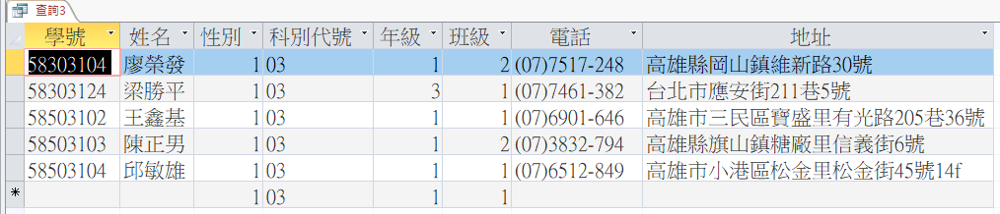 查詢3
學號 姓名 性別 科別代號 年級 班級 電話 地址
58303104 廖榮發 1 03 1 2 (07)7517-248 高雄縣岡山鎮維新路30號
58303124 梁勝平 1 03 3 1 (07)7461-382 台北市應安街211巷5號
58503102 王鑫基 1 03 1 1 (07)6901-646 高雄市三民區寶盛里有光路205巷36號
58503103 陳正男 1 03 1 2 (07)3832-794 高雄縣旗山鎮糖廠里信義街6號
58503104 邱敏雄 1 03 1 1 (07)6512-849 高雄市小港區松金里松金街45號14f
* 1 03 1 1